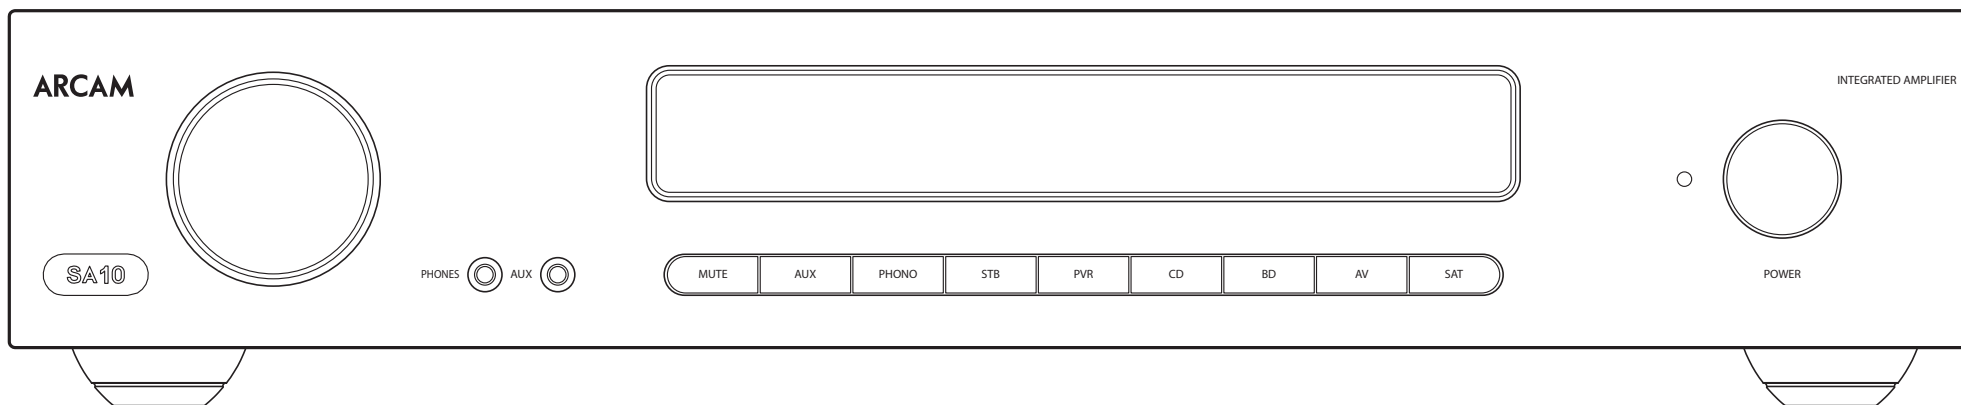 ARCAM
INTEGRATED AMPLIFIER
SA10
PHONES AUX
MUTE AUX PHONO STB PVR CD BD AV SAT
POWER